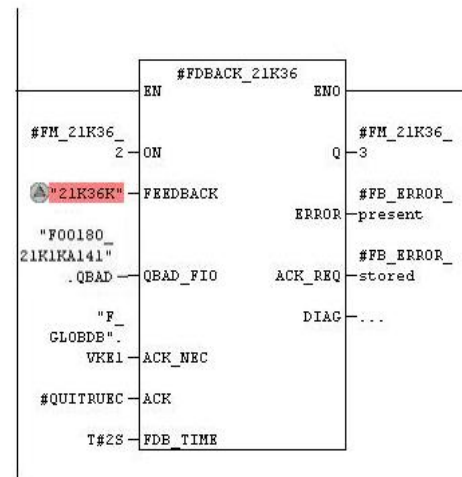 #FDBACK_21K36
EN
ENO
#FM_21K36_
2
ON
Q
#FM_21K36_
3
"21K36K"
FEEDBACK
ERROR
#FB_ERROR_
present
"F00180_
21K1KA141"
.QBAD
QBAD_FIO
ACK_REQ
#FB_ERROR_
stored
DIAG
...
"F_
GLOBDB".
VKE1
ACK_NEC
#QUITRUEC
ACK
T#2S
FDB_TIME